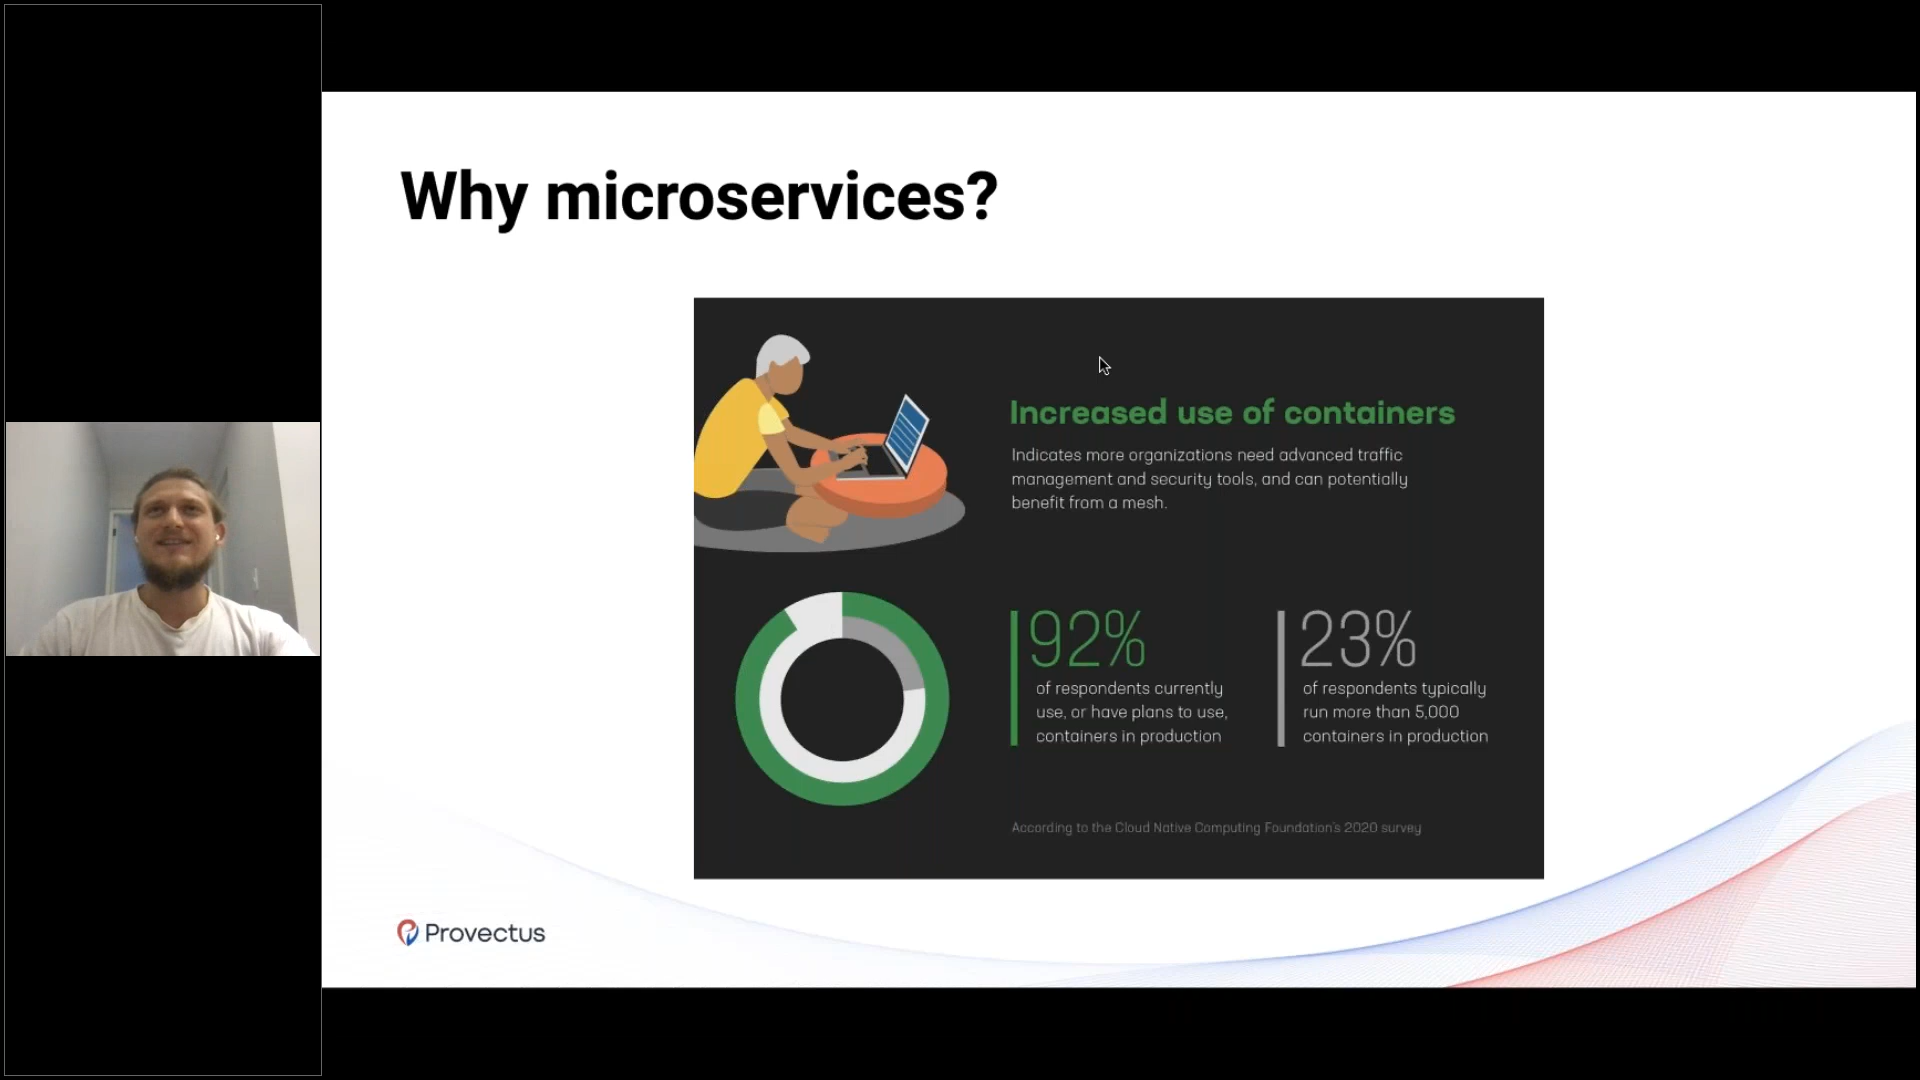 Why microservices?
Increased use of containers
Indicates more organizations need advanced traffic
management and security tools, and can potentially
benefit from a mesh.
92%
of respondents currently
use, or have plans to use,
containers in production
23%
of respondents typically
run more than 5,000
containers in production
According to the Cloud Native Computing Foundation's 2020 survey
Provectus